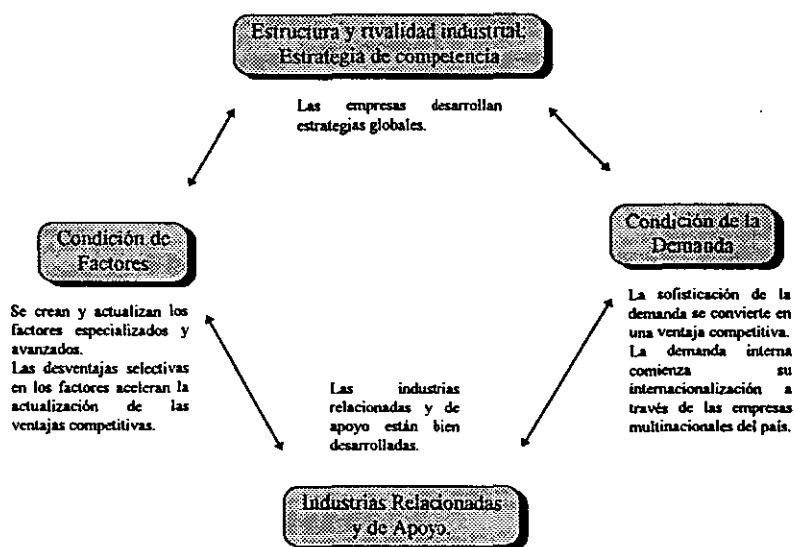 Estructura y rivalidad industrial;
Estrategia de competencia
Las empresas desarrollan
estrategias globales.
Condición de
Factores
Se crean y actualizan los
factores especializados y
avanzados.
Las desventajas selectivas
en los factores aceleran la
actualización de las
ventajas competitivas.
Condición de la
Demanda
La sofisticación de la
demanda se convierte en
una ventaja competitiva.
La demanda interna
comienza su
internacionalización a
través de las empresas
multinacionales del país.
Las industrias
relacionadas y de
apoyo están bien
desarrolladas.
Industrias Relacionadas
y de Apoyo.